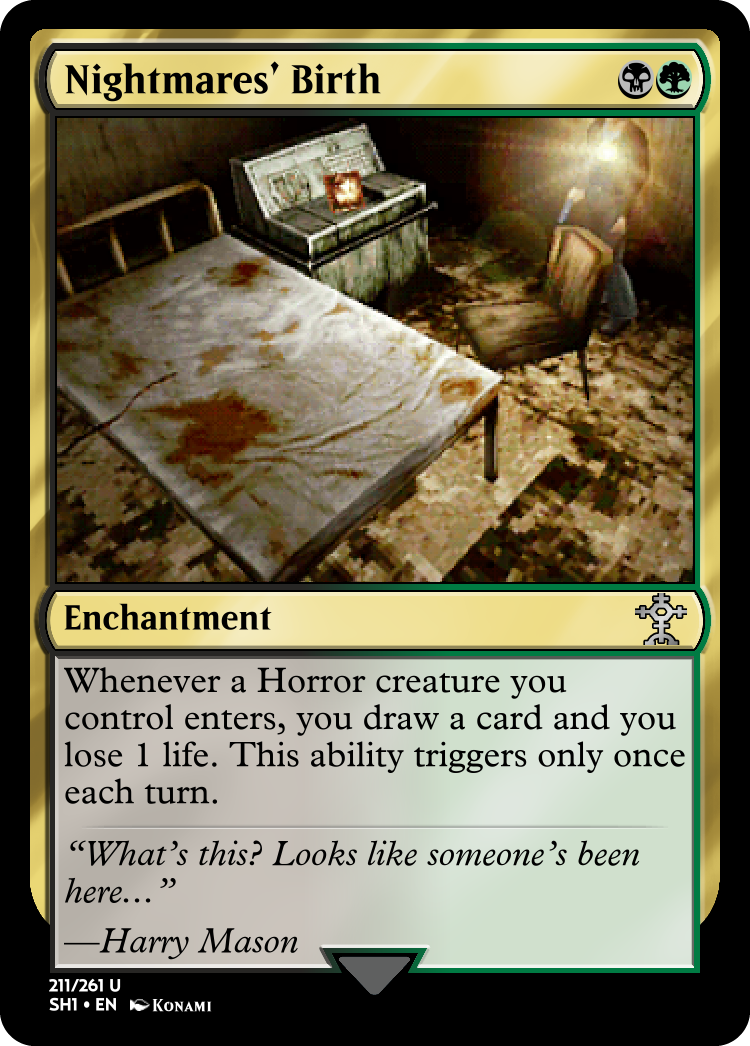 Nightmares' Birth
Enchantment
Whenever a Horror creature you
control enters, you draw a card and you
lose 1 life. This ability triggers only once
each turn.
“What's this? Looks like someone's been
here...”
—Harry Mason
211/261 U
SH1 • EN KONAMI